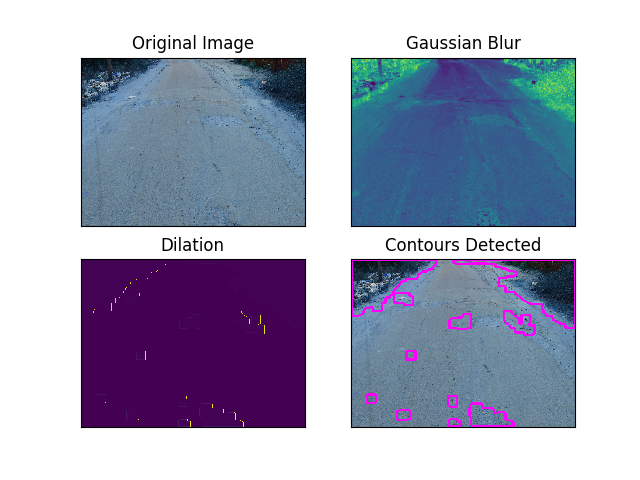 Original Image
Gaussian Blur
Dilation
Contours Detected